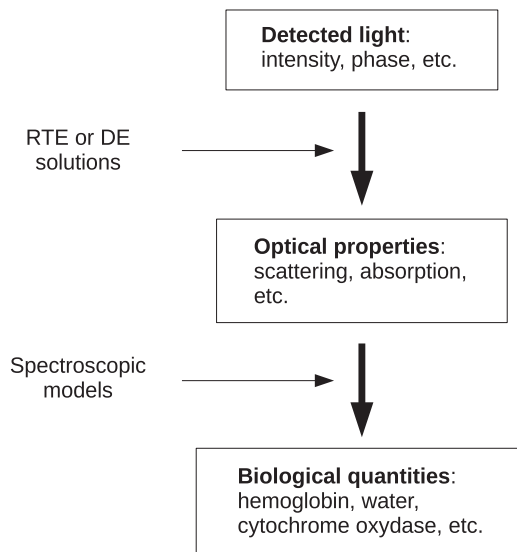 Detected light:
intensity, phase, etc.
RTE or DE
solutions
Optical properties:
scattering, absorption,
etc.
Spectroscopic
models
Biological quantities:
hemoglobin, water,
cytochrome oxydase, etc.